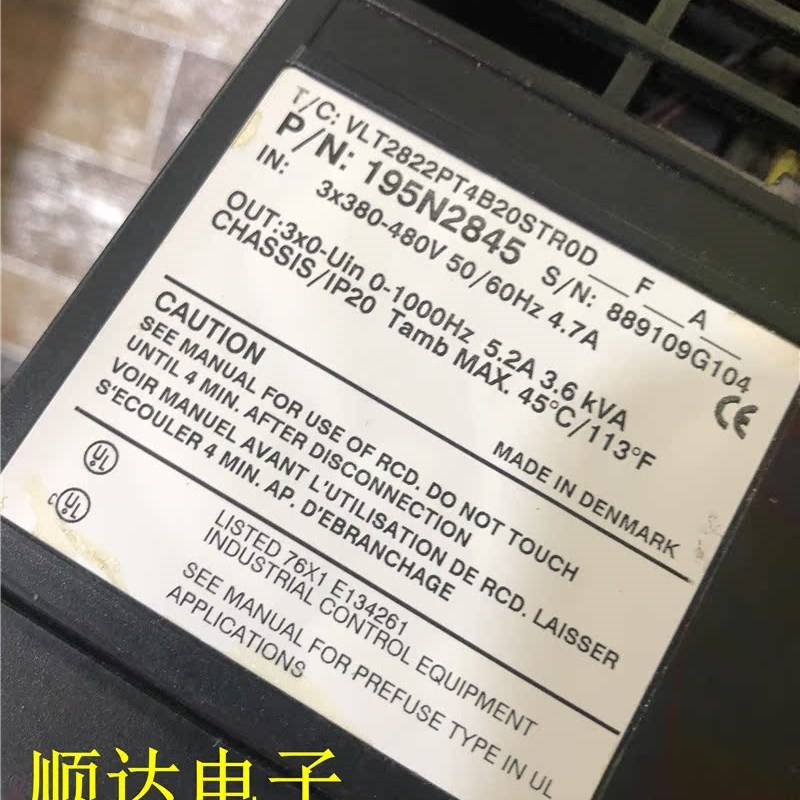 T/C: VLT2822PT4B20STR0D__F__A__
P/N: 195N2845 S/N: 889109G104
IN: 3x380-480V 50/60Hz 4.7A
OUT:3x0-Uin 0-1000Hz 5.2A 3.6 kVA
CHASSIS/IP20 Tamb MAX. 45°C/113°F
CE
MADE IN DENMARK
CAUTION
SEE MANUAL FOR USE OF RCD. DO NOT TOUCH
UNTIL 4 MIN. AFTER DISCONNECTION
VOIR MANUEL AVANT L'UTILISATION DE RCD. LAISSER
S'ECOULER 4 MIN. AP. D'EBRANCHAGE
UL
c UL
LISTED 76X1 E134261
INDUSTRIAL CONTROL EQUIPMENT
SEE MANUAL FOR PREFUSE TYPE IN UL
APPLICATIONS
顺达电子